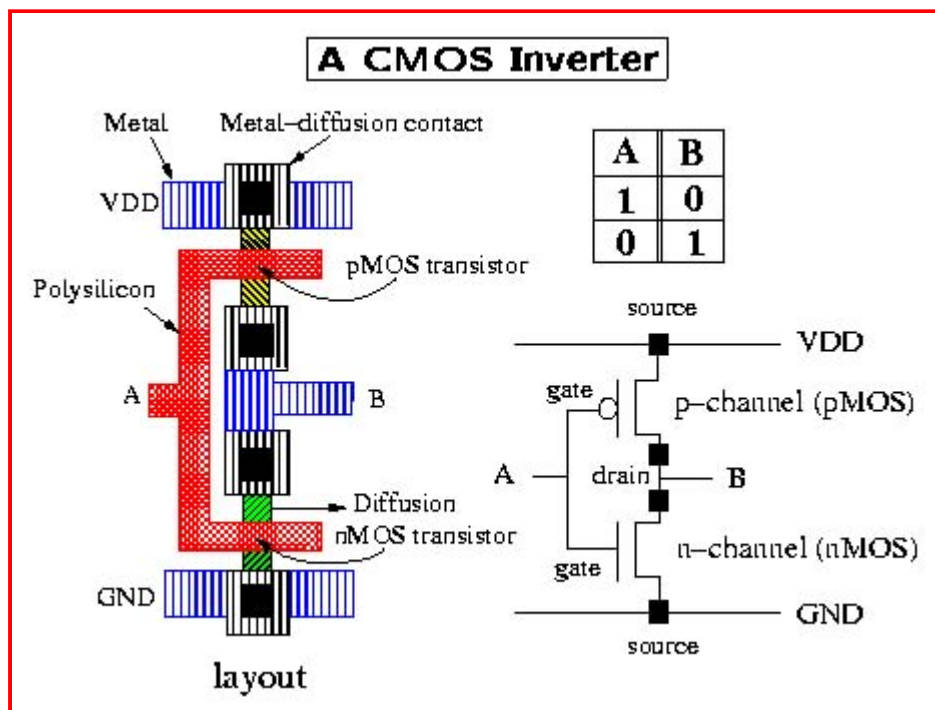 A CMOS Inverter
Metal
Metal–diffusion contact
VDD
A B
1 0
0 1
pMOS transistor
Polysilicon
A
B
Diffusion
nMOS transistor
GND
layout
source
VDD
gate
p–channel (pMOS)
A
drain
B
gate
n–channel (nMOS)
GND
source